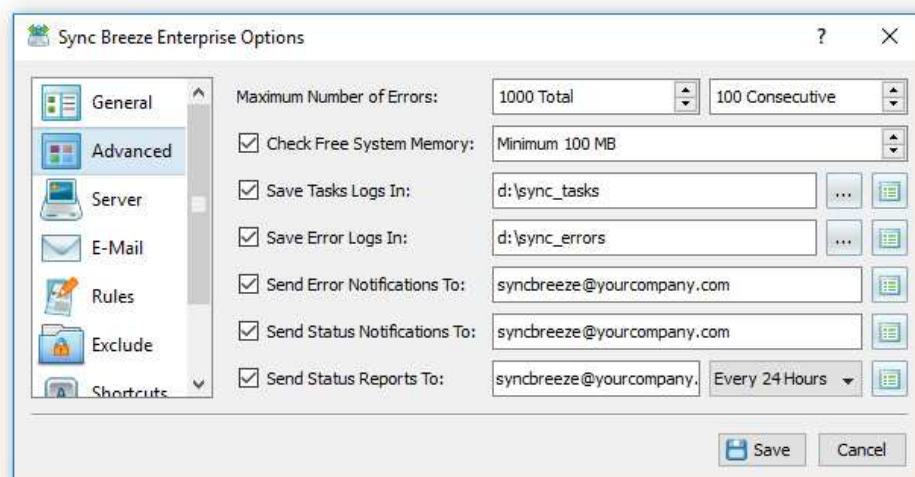 Sync Breeze Enterprise Options
?
General
Advanced
Server
E-Mail
Rules
Exclude
Shortcuts
Maximum Number of Errors: 1000 Total 100 Consecutive
Check Free System Memory: Minimum 100 MB
Save Tasks Logs In: d:\sync_tasks ...
Save Error Logs In: d:\sync_errors ...
Send Error Notifications To: syncbreeze@yourcompany.com
Send Status Notifications To: syncbreeze@yourcompany.com
Send Status Reports To: syncbreeze@yourcompany. Every 24 Hours
Save Cancel